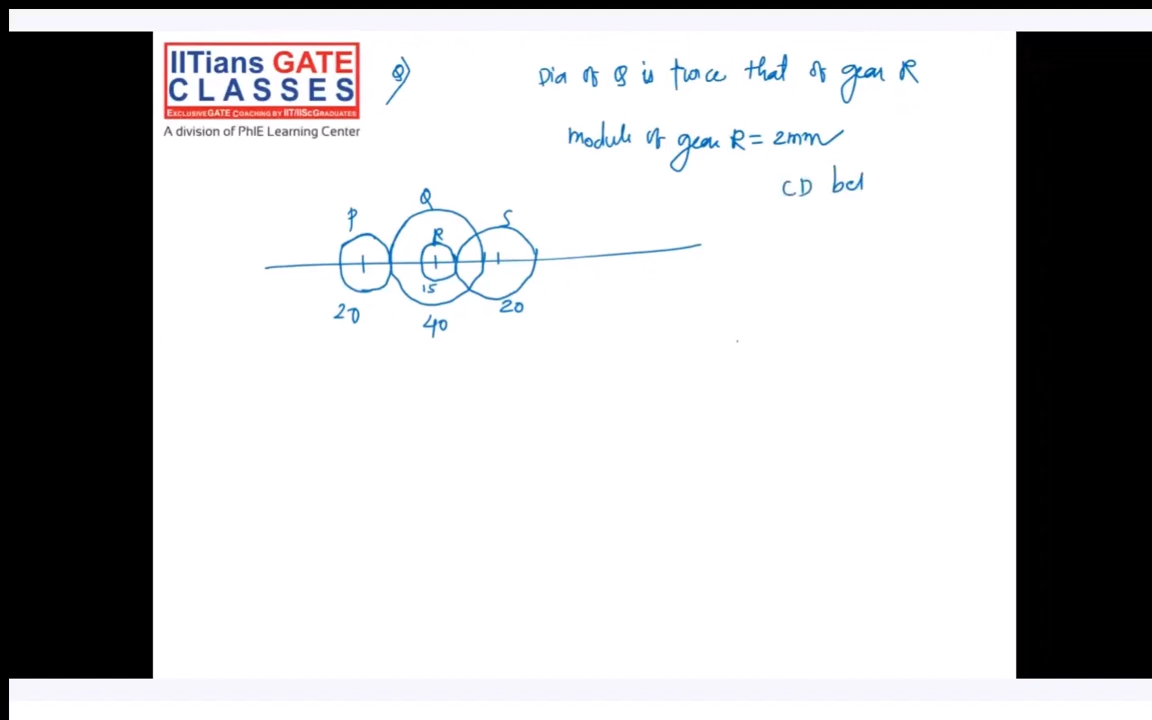 IITians GATE
CLASSES
EXCLUSIVE GATE COACHING BY IIT/IISC GRADUATES
A division of PhIE Learning Center
Q)
Dia of Q is twice that of gear R
module of gear R = 2mm
CD bet
P
Q
R
S
15
20
40
20